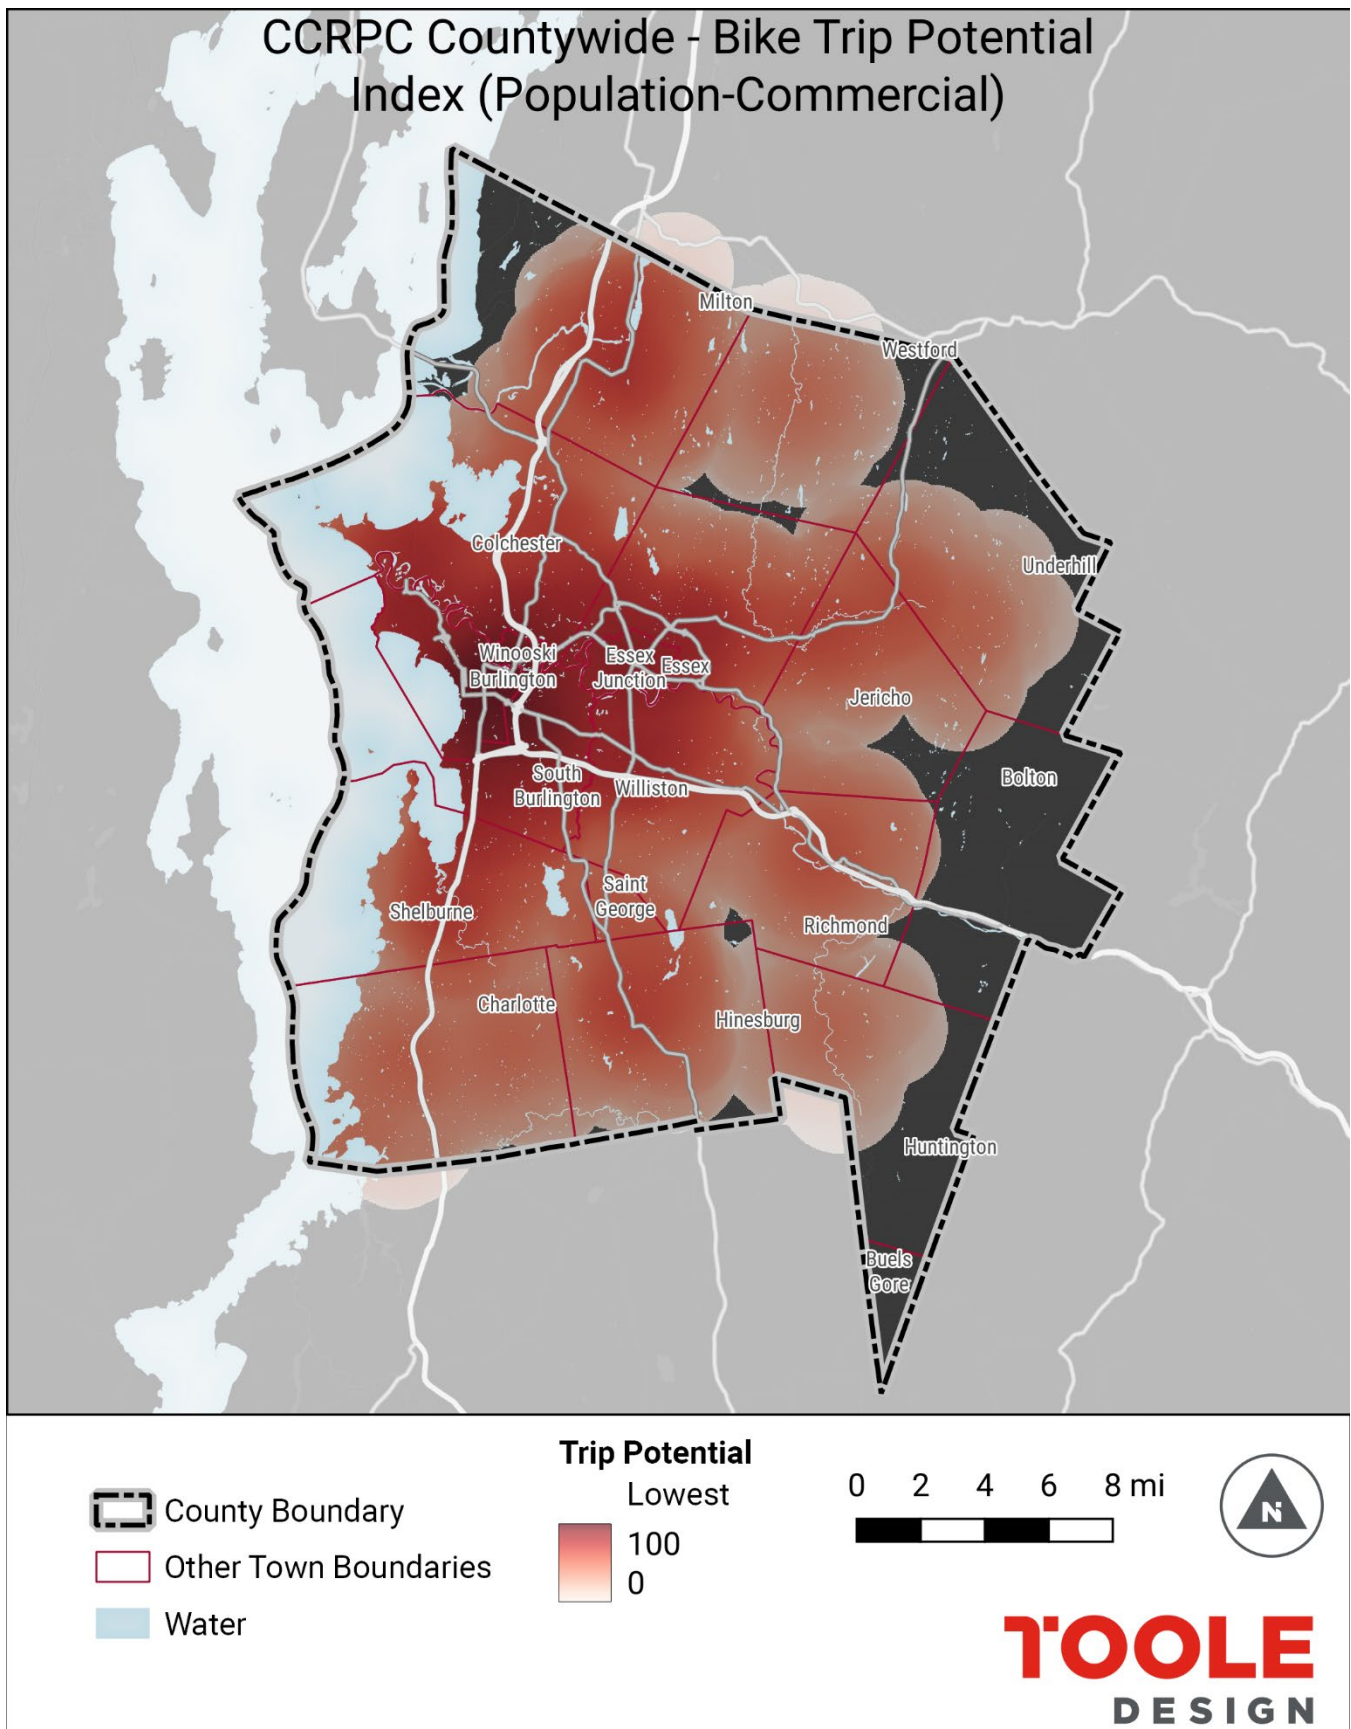 CCRPC Countywide - Bike Trip Potential
Index (Population-Commercial)
Milton
Westford
Colchester
Underhill
Winooski
Burlington
Essex
Junction
Essex
Jericho
Bolton
South
Burlington
Williston
Saint
George
Shelburne
Richmond
Charlotte
Hinesburg
Huntington
Buels
Gore
Trip Potential
Lowest
100
0
County Boundary
Other Town Boundaries
Water
0 2 4 6 8 mi
N
TOOLE
DESIGN